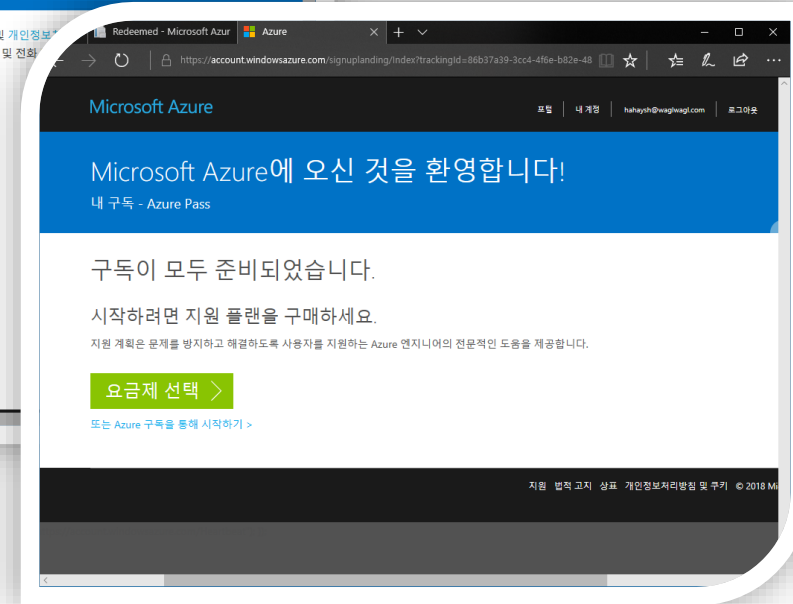 및 개인정보
및 전화
Redeemed - Microsoft Azur
Azure
https://account.windowsazure.com/signuplanding/Index?trackingId=86b37a39-3cc4-4f6e-b82e-48
Microsoft Azure
포털 내 계정 hahaysh@waglwagl.com 로그아웃
Microsoft Azure에 오신 것을 환영합니다!
내 구독 - Azure Pass
구독이 모두 준비되었습니다.
시작하려면 지원 플랜을 구매하세요.
지원 계획은 문제를 방지하고 해결하도록 사용자를 지원하는 Azure 엔지니어의 전문적인 도움을 제공합니다.
요금제 선택
또는 Azure 구독을 통해 시작하기 >
지원 법적 고지 상표 개인정보처리방침 및 쿠키 © 2018 Mi